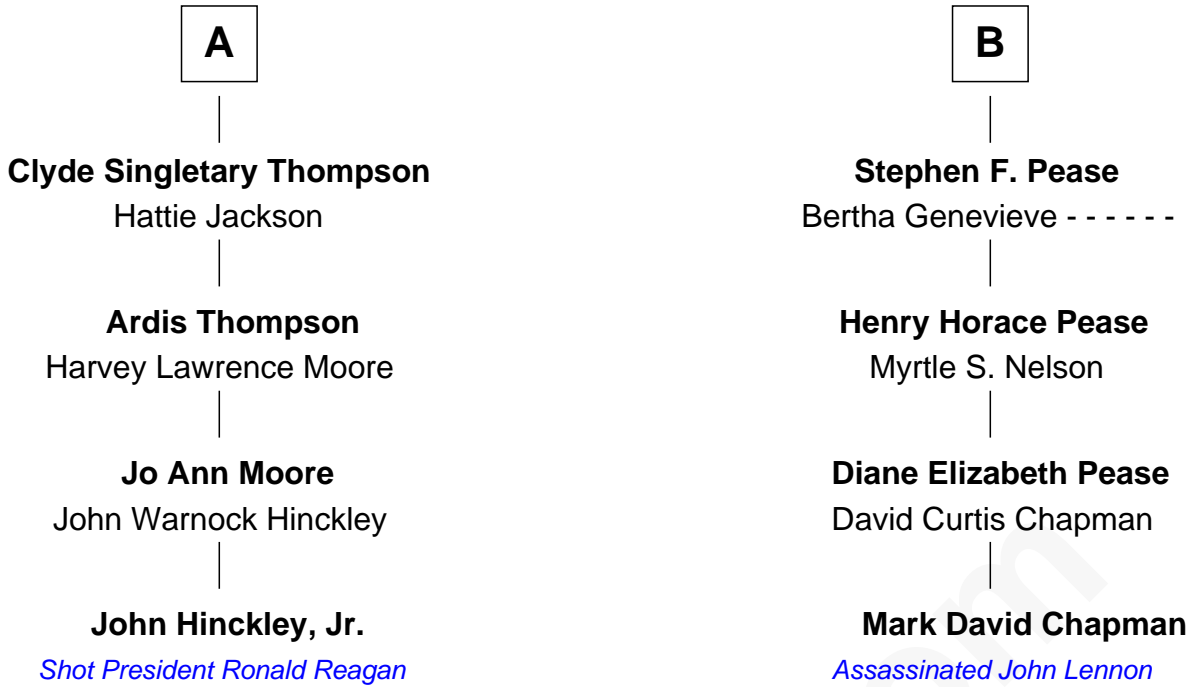 A
B
Clyde Singletary Thompson
Hattie Jackson
Stephen F. Pease
Bertha Genevieve - - - - - -
Ardis Thompson
Harvey Lawrence Moore
Henry Horace Pease
Myrtle S. Nelson
Jo Ann Moore
John Warnock Hinckley
Diane Elizabeth Pease
David Curtis Chapman
John Hinckley, Jr.
Shot President Ronald Reagan
Mark David Chapman
Assassinated John Lennon